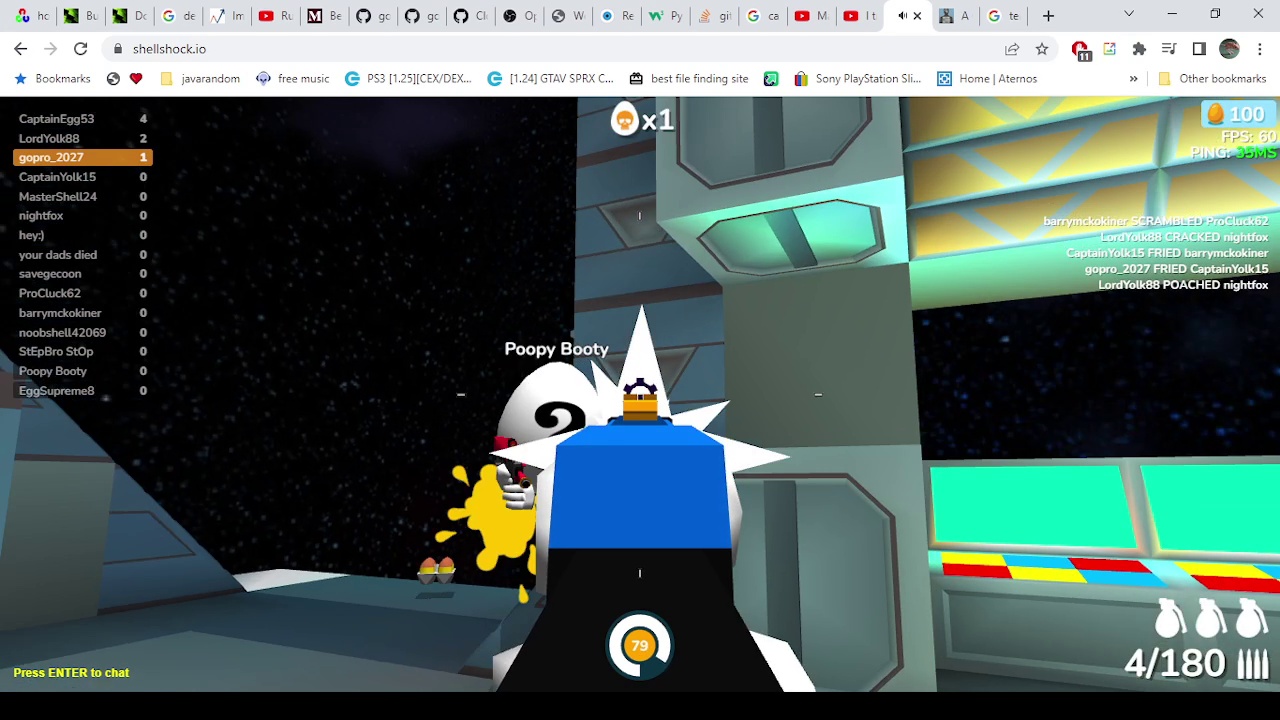 hc
Bu
Dc
de
Im
Ru
Be
gc
gc
Cl
Op
W
Re
Py
git
ca
M
I t
A
te
shellshock.io
11
Bookmarks
javarandom
free music
PS3 [1.25][CEX/DEX...
[1.24] GTAV SPRX C...
best file finding site
Sony PlayStation Sli...
Home | Aternos
»
Other bookmarks
CaptainEgg53 4
LordYolk88 2
gopro_2027 1
CaptainYolk15 0
MasterShell24 0
nightfox 0
hey:) 0
your dads died 0
savegecoon 0
ProCluck62 0
barrymckokiner 0
noobshell42069 0
StEpBro StOp 0
Poopy Booty 0
EggSupreme8 0
x1
100
FPS: 60
PING: 35MS
barrymckokiner SCRAMBLED ProCluck62
LordYolk88 CRACKED nightfox
CaptainYolk15 FRIED barrymckokiner
gopro_2027 FRIED CaptainYolk15
LordYolk88 POACHED nightfox
Poopy Booty
79
4/180
Press ENTER to chat